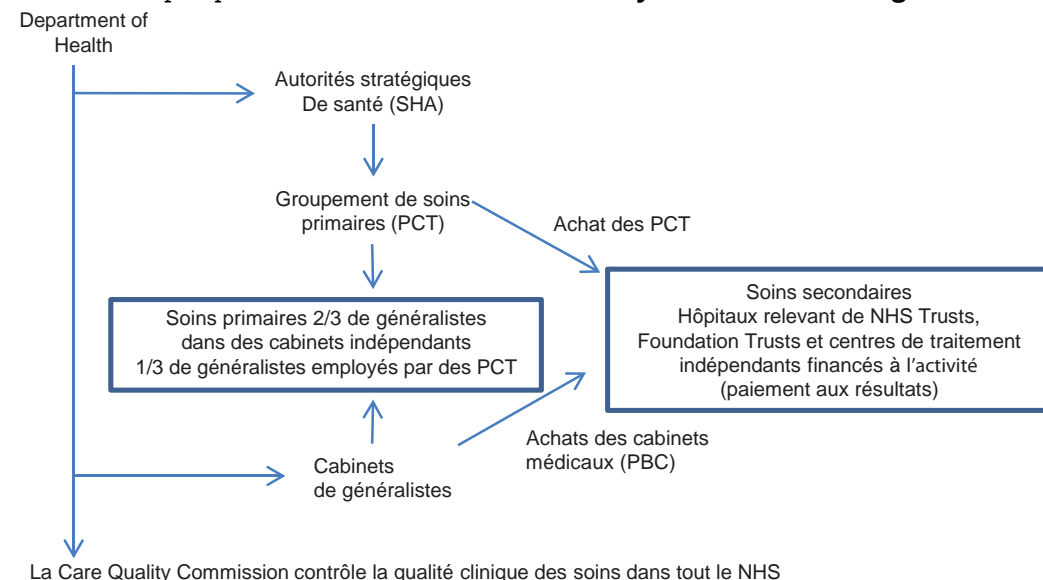 Department of
Health
Autorités stratégiques
De santé (SHA)
Groupement de soins
primaires (PCT)
Achat des PCT
Soins primaires 2/3 de généralistes
dans des cabinets indépendants
1/3 de généralistes employés par des PCT
Soins secondaires
Hôpitaux relevant de NHS Trusts,
Foundation Trusts et centres de traitement
indépendants financés à l'activité
(paiement aux résultats)
Achats des cabinets
médicaux (PBC)
Cabinets
de généralistes
La Care Quality Commission contrôle la qualité clinique des soins dans tout le NHS